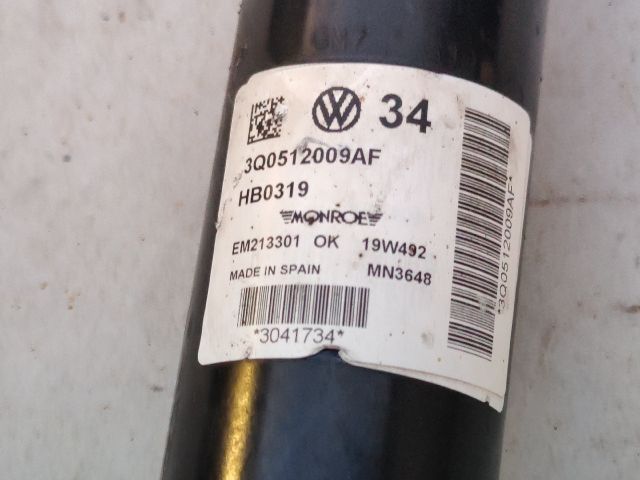 34
3Q0512009AF
HB0319
MONROE
EM213301 OK 19W492
MADE IN SPAIN MN3648
*3041734*
*3Q0512009AF*